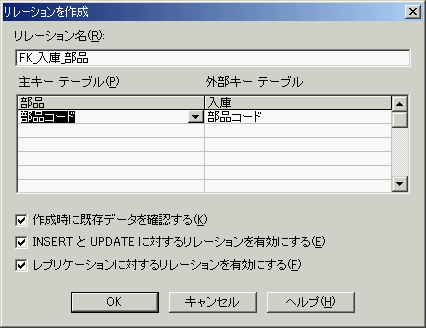 リレーションを作成
リレーション名(R):
FK_入庫_部品
主キー テーブル(P) 外部キー テーブル
部品 入庫
部品コード 部品コード
作成時に既存データを確認する(K)
INSERT と UPDATE に対するリレーションを有効にする(E)
レプリケーションに対するリレーションを有効にする(F)
OK キャンセル ヘルプ(H)